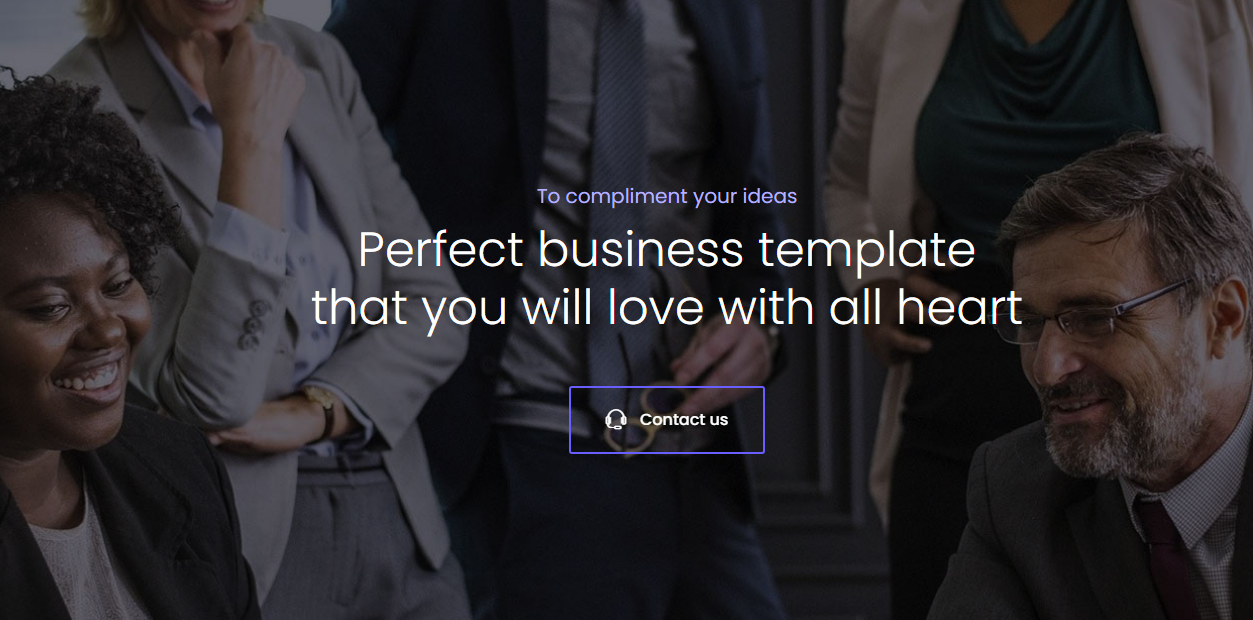 To compliment your ideas
Perfect business template
that you will love with all heart
Contact us